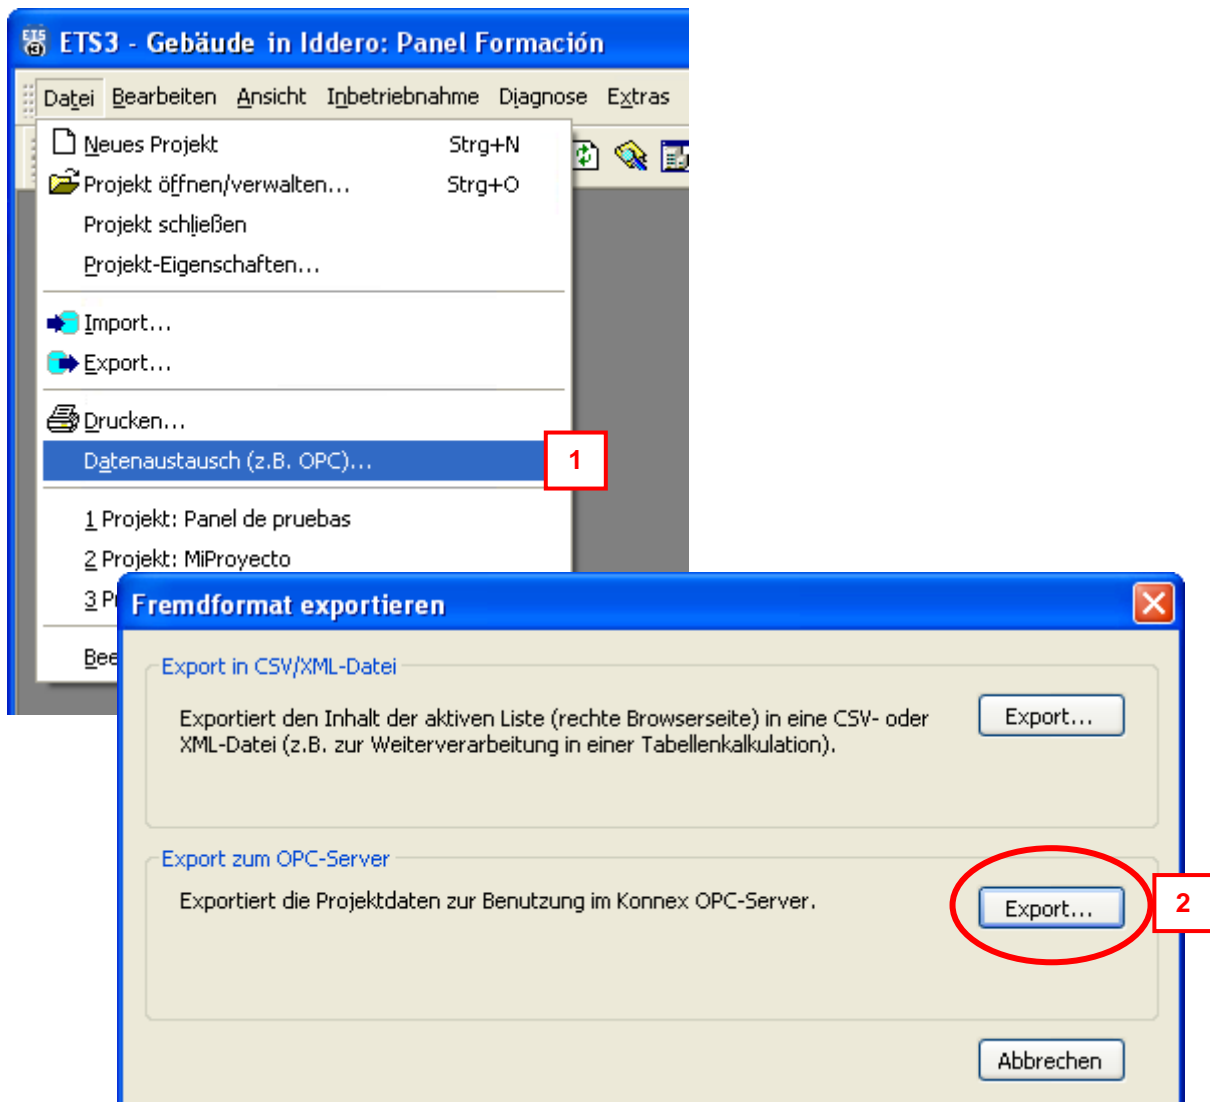 ETS3 - Gebäude in Iddero: Panel Formación
Datei Bearbeiten Ansicht Inbetriebnahme Diagnose Extras
Neues Projekt Strg+N
Projekt öffnen/verwalten... Strg+O
Projekt schließen
Projekt-Eigenschaften...
Import...
Export...
Drucken...
Datenaustausch (z.B. OPC)...
1
1 Projekt: Panel de pruebas
2 Projekt: MiProyecto
3 P
Bee
Fremdformat exportieren
Export in CSV/XML-Datei
Exportiert den Inhalt der aktiven Liste (rechte Browserseite) in eine CSV- oder
XML-Datei (z.B. zur Weiterverarbeitung in einer Tabellenkalkulation).
Export...
Export zum OPC-Server
Exportiert die Projektdaten zur Benutzung im Konnex OPC-Server.
Export...
2
Abbrechen